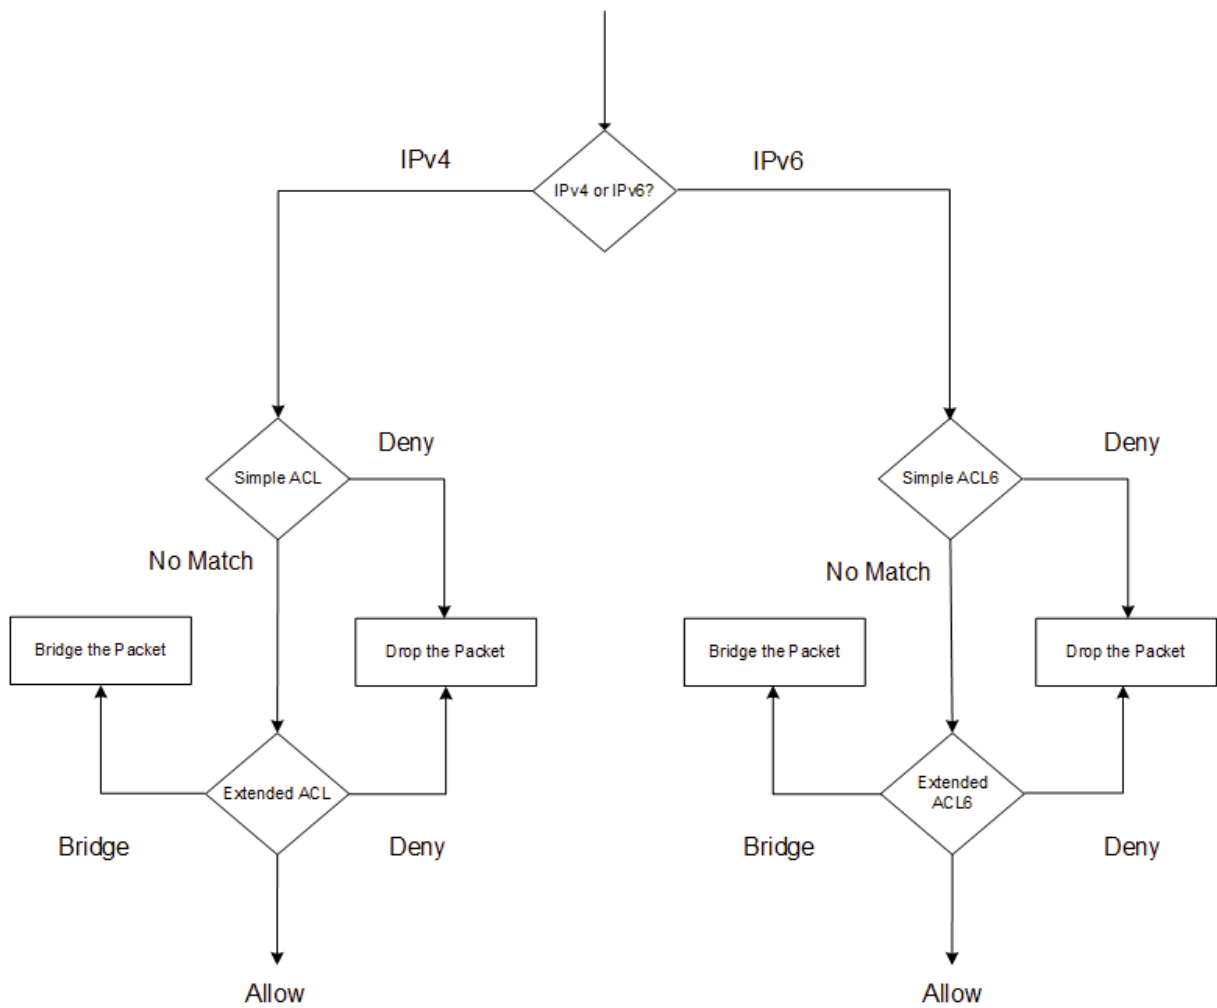 IPv4
IPv6
IPv4 or IPv6?
Deny
Deny
Simple ACL
Simple ACL6
No Match
No Match
Bridge the Packet
Drop the Packet
Bridge the Packet
Drop the Packet
Extended ACL
Extended
ACL6
Bridge
Deny
Bridge
Deny
Allow
Allow